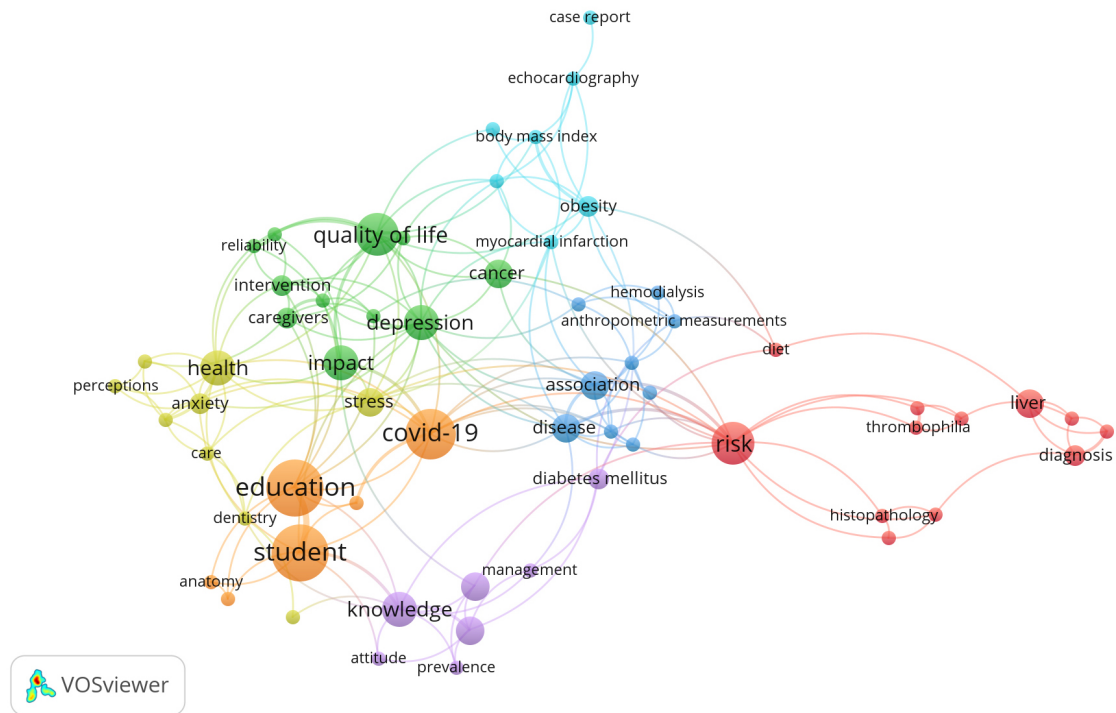 case report
echocardiography
body mass index
obesity
quality of life
reliability
myocardial infarction
cancer
intervention
hemodialysis
caregivers
depression
anthropometric measurements
diet
impact
health
perceptions
association
anxiety
stress
liver
thrombophilia
disease
covid-19
risk
care
diagnosis
diabetes mellitus
education
dentistry
histopathology
student
management
anatomy
knowledge
attitude
prevalence
VOSviewer